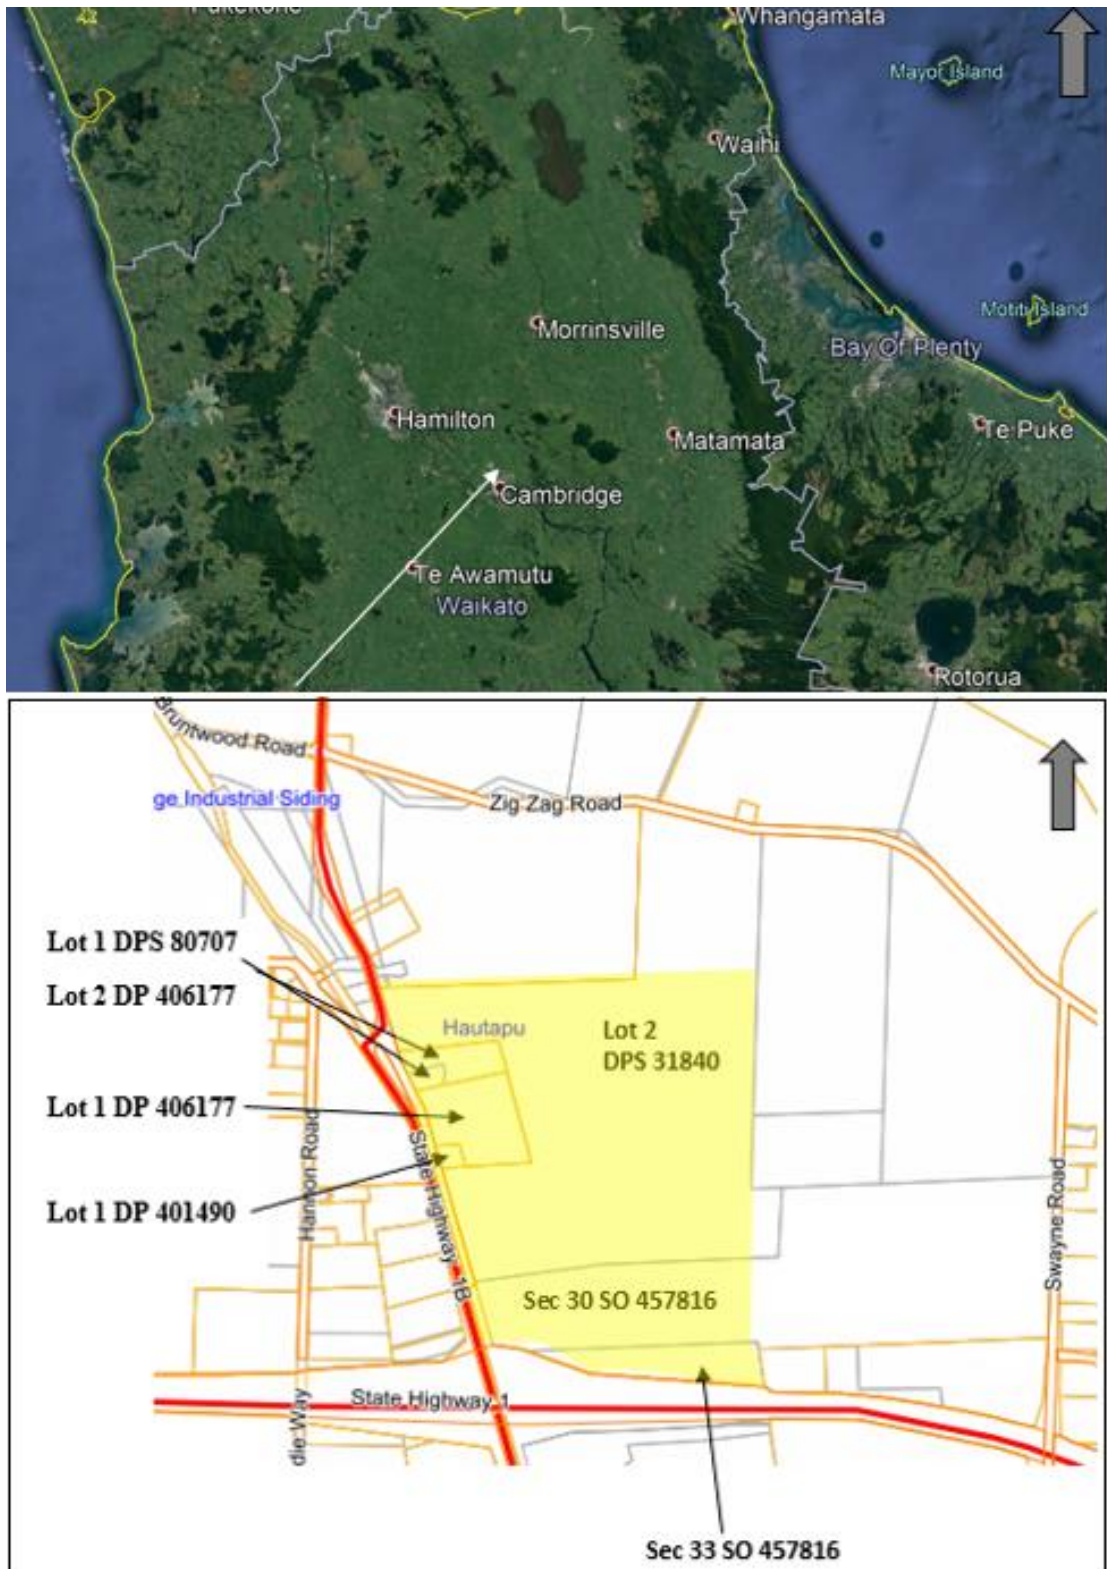 Pukekohe
Whangamata
Mayor Island
Waihi
Motiti Island
Morrinsville
Bay Of Plenty
Hamilton
Te Puke
Matamata
Cambridge
Te Awamutu
Waikato
Rotorua
Bruntwood Road
ge Industrial Siding
Zig Zag Road
Lot 1 DPS 80707
Lot 2 DP 406177
Hautapu
Lot 2
DPS 31840
Lot 1 DP 406177
Hannon Road
State Highway 1B
Lot 1 DP 401490
Swayne Road
Sec 30 SO 457816
State Highway 1
die Way
Sec 33 SO 457816